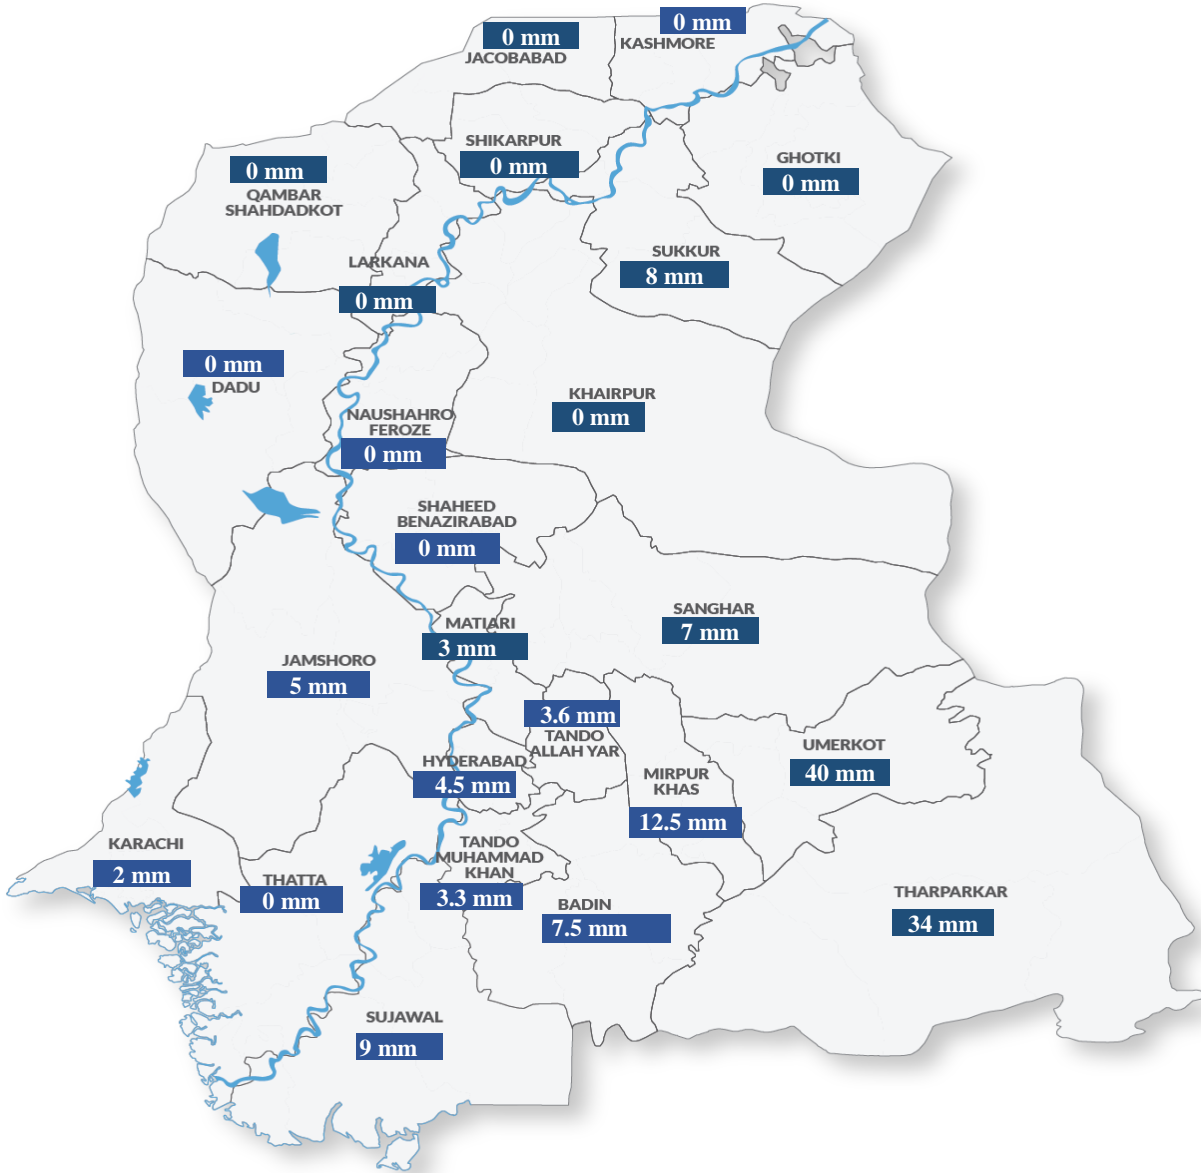 0 mm
KASHMORE
0 mm
JACOBABAD
SHIKARPUR
0 mm
GHOTKI
0 mm
0 mm
QAMBAR
SHAHDADKOT
SUKKUR
8 mm
LARKANA
0 mm
0 mm
DADU
KHAIRPUR
0 mm
NAUSHAHRO
FEROZE
0 mm
SHAHEED
BENAZIRABAD
0 mm
SANGHAR
7 mm
MATIARI
3 mm
JAMSHORO
5 mm
3.6 mm
TANDO
ALLAH YAR
UMERKOT
40 mm
HYDERABAD
4.5 mm
MIRPUR
KHAS
12.5 mm
KARACHI
2 mm
THATTA
0 mm
TANDO
MUHAMMAD
KHAN
3.3 mm
BADIN
7.5 mm
THARPARKAR
34 mm
SUJAWAL
9 mm